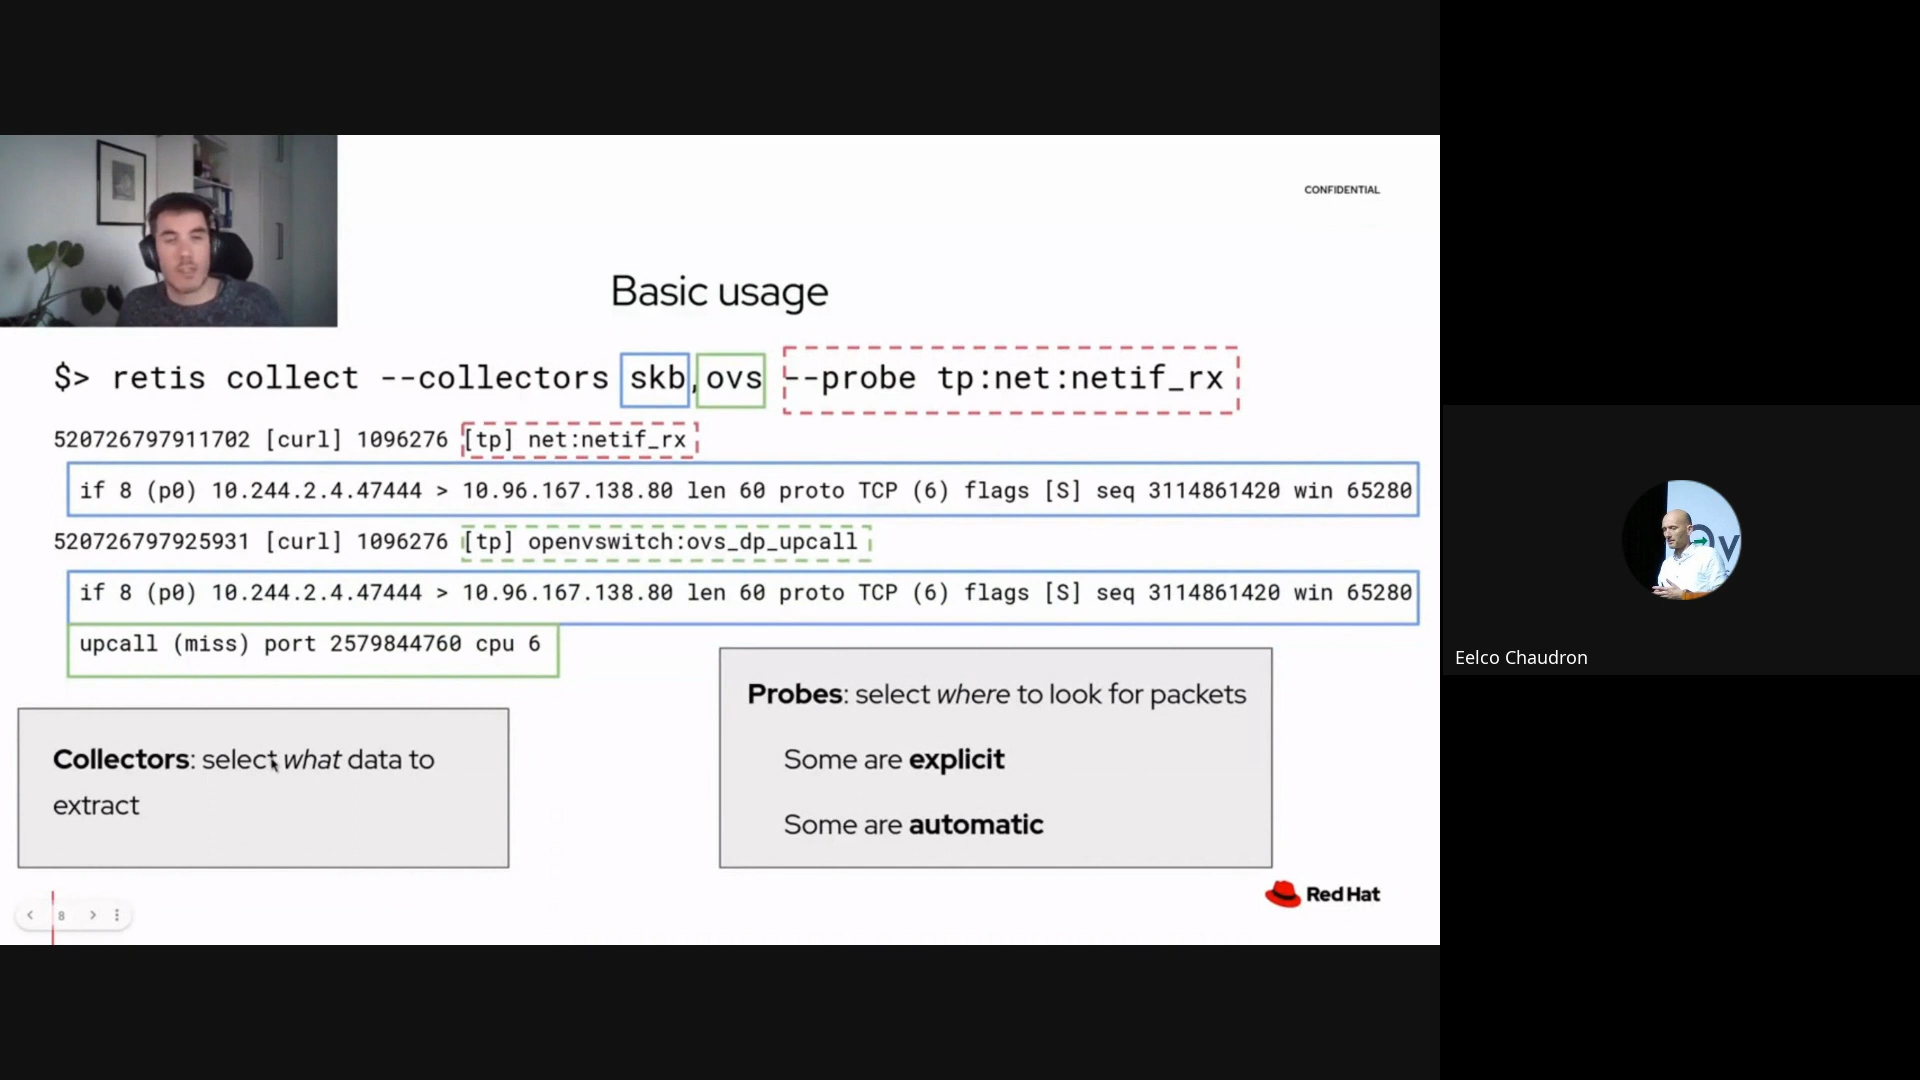 CONFIDENTIAL
Basic usage
$> retis collect --collectors skb,ovs --probe tp:net:netif_rx
520726797911702 [curl] 1096276 [tp] net:netif_rx
if 8 (p0) 10.244.2.4.47444 > 10.96.167.138.80 len 60 proto TCP (6) flags [S] seq 3114861420 win 65280
520726797925931 [curl] 1096276 [tp] openvswitch:ovs_dp_upcall
if 8 (p0) 10.244.2.4.47444 > 10.96.167.138.80 len 60 proto TCP (6) flags [S] seq 3114861420 win 65280
upcall (miss) port 2579844760 cpu 6
Collectors: select what data to
extract
Probes: select where to look for packets
Some are explicit
Some are automatic
Red Hat
8
Eelco Chaudron